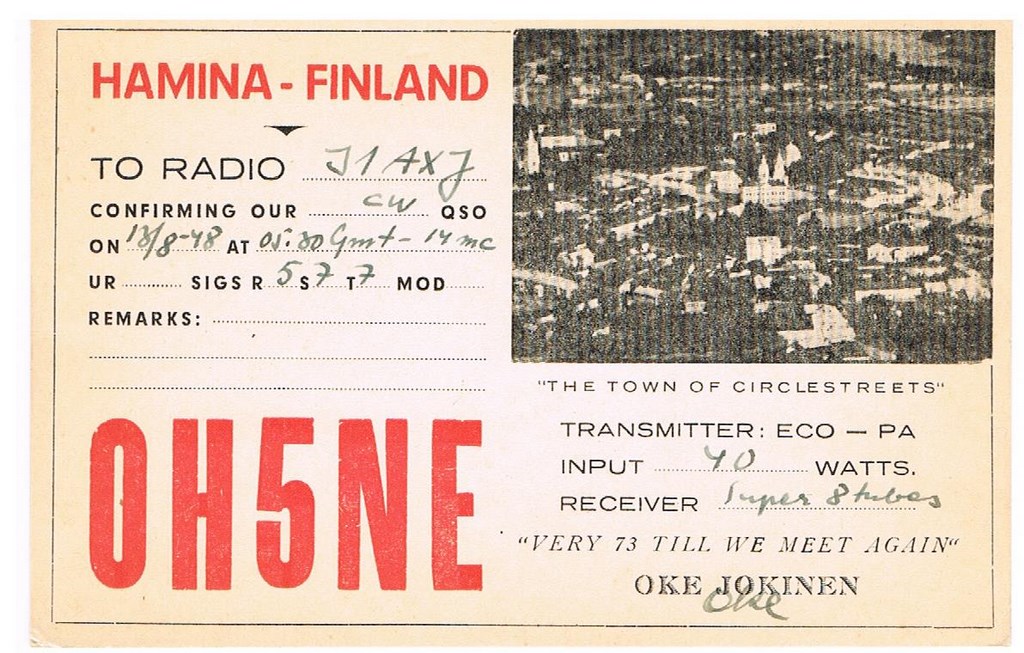 HAMINA - FINLAND
TO RADIO I1AXJ
CONFIRMING OUR CW QSO
ON 18/8-48 AT 05.30 Gmt - 14 mc
UR SIGS R 5 S 7 T 7 MOD
REMARKS:
OH5NE
"THE TOWN OF CIRCLESTREETS"
TRANSMITTER: ECO — PA
INPUT 40 WATTS.
RECEIVER Super 8 tubes
"VERY 73 TILL WE MEET AGAIN"
OKE JOKINEN
Oke